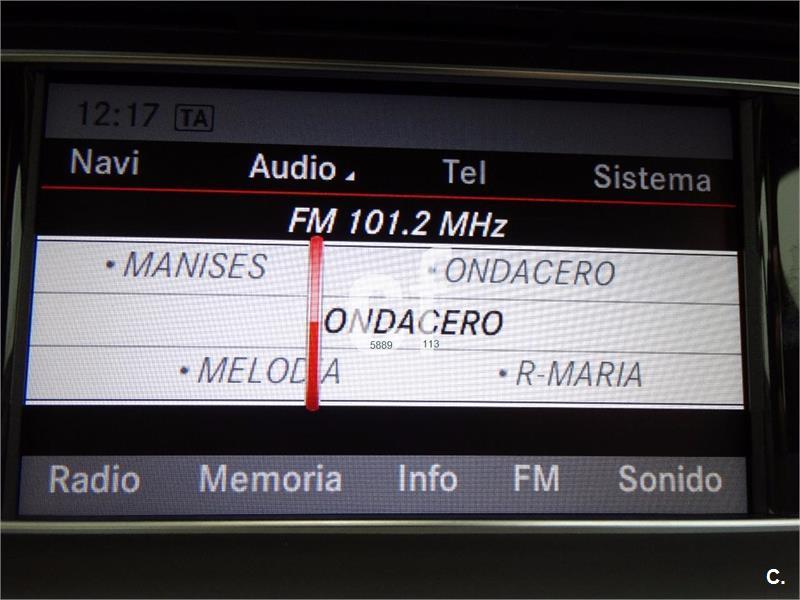 12:17 TA
Navi Audio Tel Sistema
FM 101.2 MHz
• MANISES • ONDACERO
ONDACERO
5889 113
• MELODIA • R-MARIA
Radio Memoria Info FM Sonido
C.